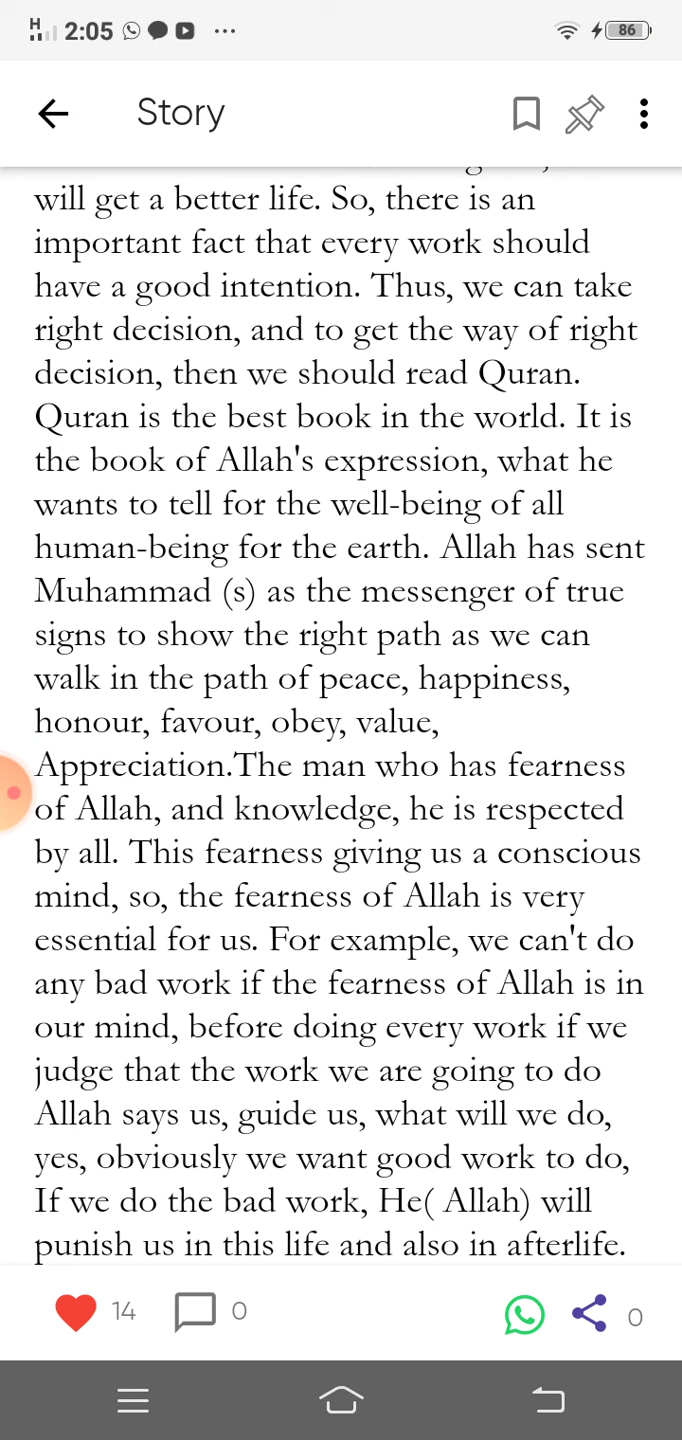 H 2:05 ... 86
Story
will get a better life. So, there is an
important fact that every work should
have a good intention. Thus, we can take
right decision, and to get the way of right
decision, then we should read Quran.
Quran is the best book in the world. It is
the book of Allah's expression, what he
wants to tell for the well-being of all
human-being for the earth. Allah has sent
Muhammad (s) as the messenger of true
signs to show the right path as we can
walk in the path of peace, happiness,
honour, favour, obey, value,
Appreciation.The man who has fearness
of Allah, and knowledge, he is respected
by all. This fearness giving us a conscious
mind, so, the fearness of Allah is very
essential for us. For example, we can't do
any bad work if the fearness of Allah is in
our mind, before doing every work if we
judge that the work we are going to do
Allah says us, guide us, what will we do,
yes, obviously we want good work to do,
If we do the bad work, He( Allah) will
punish us in this life and also in afterlife.
14 0 0